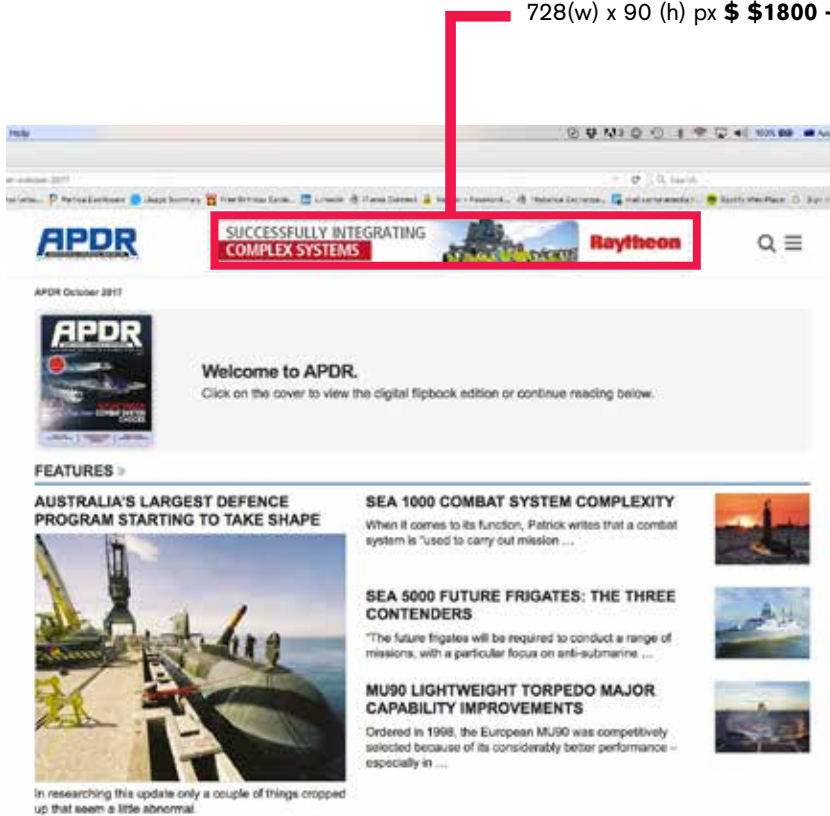 728(w) x 90 (h) px $ $1800 -
Help
100%
Search
APDR
SUCCESSFULLY INTEGRATING
COMPLEX SYSTEMS
Raytheon
APDR October 2017
APDR
Welcome to APDR.
Click on the cover to view the digital flipbook edition or continue reading below.
FEATURES »
AUSTRALIA'S LARGEST DEFENCE
PROGRAM STARTING TO TAKE SHAPE
In researching this update only a couple of things cropped
up that seem a little abnormal.
SEA 1000 COMBAT SYSTEM COMPLEXITY
When it comes to its function, Patrick writes that a combat
system is "used to carry out mission ...
SEA 5000 FUTURE FRIGATES: THE THREE
CONTENDERS
"The future frigates will be required to conduct a range of
missions, with a particular focus on anti-submarine ...
MU90 LIGHTWEIGHT TORPEDO MAJOR
CAPABILITY IMPROVEMENTS
Ordered in 1998, the European MU90 was competitively
selected because of its considerably better performance –
especially in ...